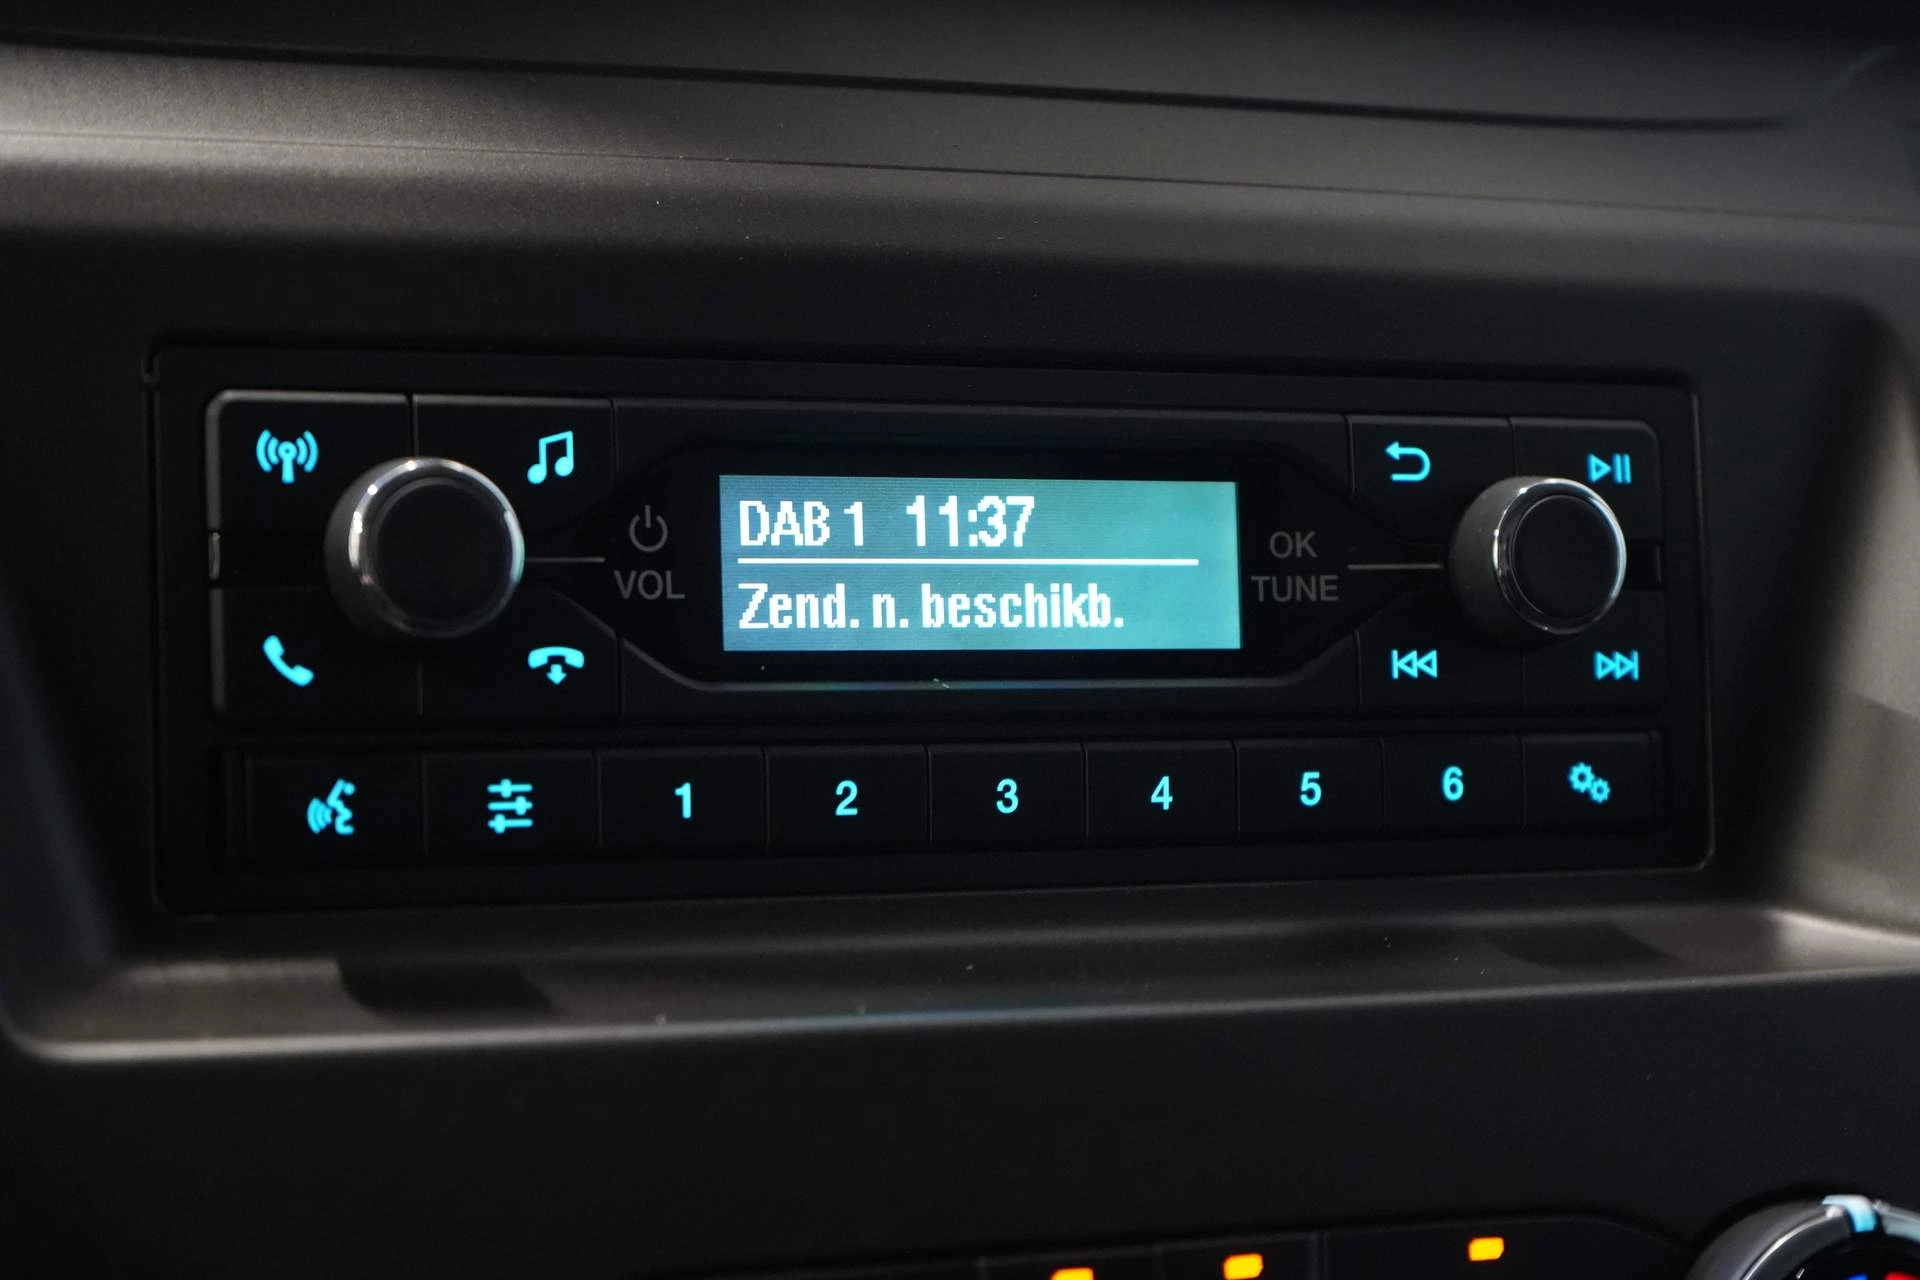 DAB 1 11:37
Zend. n. beschikb.
VOL
OK
TUNE
1 2 3 4 5 6